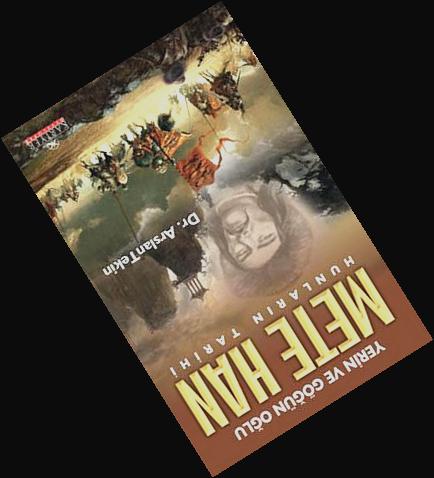 YERİN VE GÖĞÜN OĞLU
METE HAN
HUNLARIN TARİHİ
Dr. Arslan Tekin